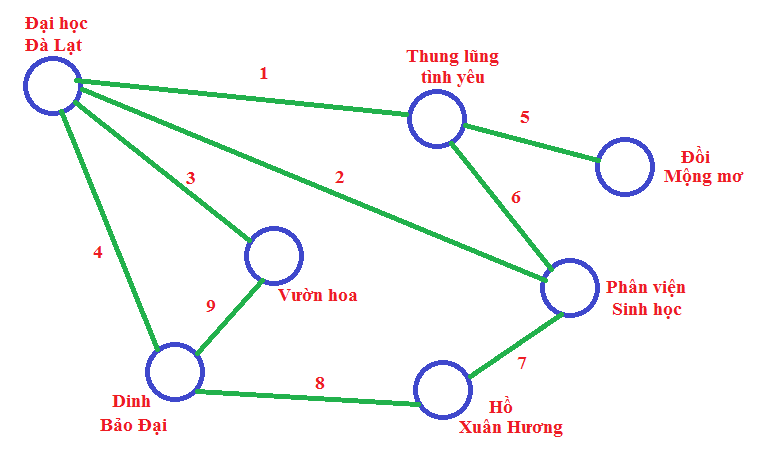 Đại học
Đà Lạt
Thung lũng
tình yêu
1
5
Đồi
Mộng mơ
3
2
6
4
Vườn hoa
Phân viện
Sinh học
9
7
8
Dinh
Bảo Đại
Hồ
Xuân Hương